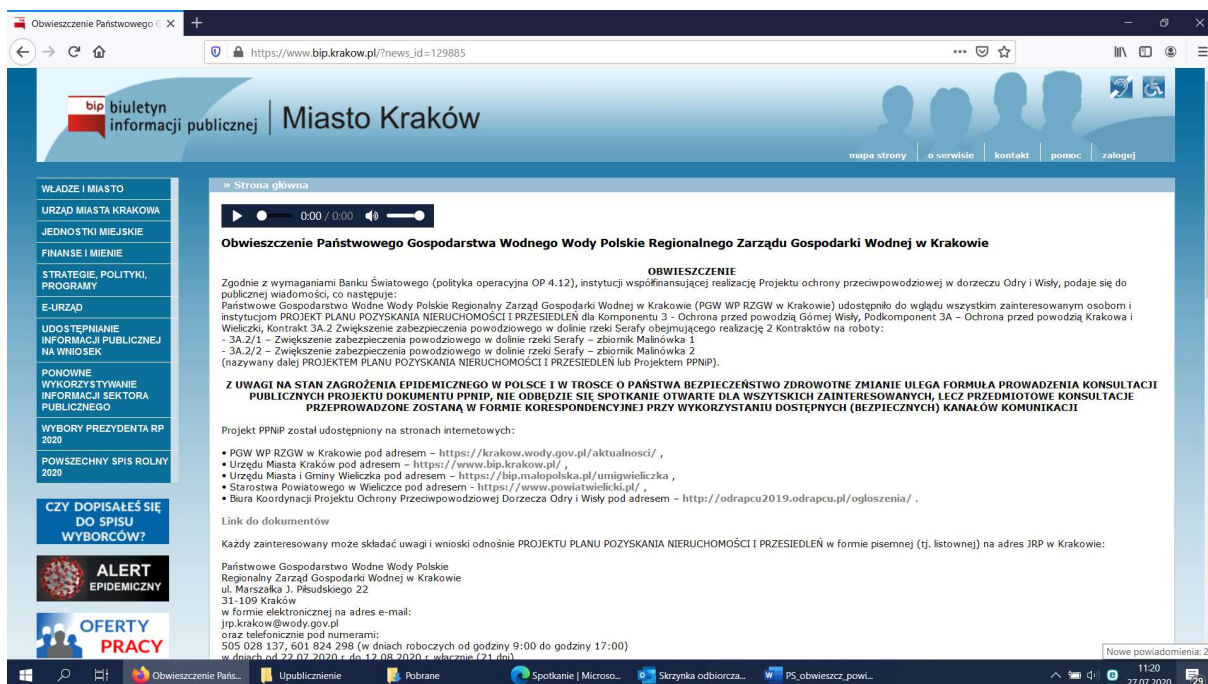 Obwieszczenie Państwowego G
https://www.bip.krakow.pl/?news_id=129885
bip biuletyn
informacji publicznej
Miasto Kraków
mapa strony
o serwisie
kontakt
pomoc
zaloguj
WŁADZE I MIASTO
URZĄD MIASTA KRAKOWA
JEDNOSTKI MIEJSKIE
FINANSE I MIENIE
STRATEGIE, POLITYKI,
PROGRAMY
E-URZĄD
UDOSTĘPNIANIE
INFORMACJI PUBLICZNEJ
NA WNIOSEK
PONOWNE
WYKORZYSTYWANIE
INFORMACJI SEKTORA
PUBLICZNEGO
WYBORY PREZYDENTA RP
2020
POWSZECHNY SPIS ROLNY
2020
CZY DOPISAŁEŚ SIĘ
DO SPISU
WYBORCÓW?
ALERT
EPIDEMICZNY
OFERTY
PRACY
» Strona główna
0:00 / 0:00
Obwieszczenie Państwowego Gospodarstwa Wodnego Wody Polskie Regionalnego Zarządu Gospodarki Wodnej w Krakowie
OBWIESZCZENIE
Zgodnie z wymaganiami Banku Światowego (polityka operacyjna OP 4.12), instytucji współfinansującej realizację Projektu ochrony przeciwpowodziowej w dorzeczu Odry i Wisły, podaje się do
publicznej wiadomości, co następuje:
Państwowe Gospodarstwo Wodne Wody Polskie Regionalny Zarząd Gospodarki Wodnej w Krakowie (PGW WP RZGW w Krakowie) udostępniło do wglądu wszystkim zainteresowanym osobom i
instytucjom PROJEKT PLANU POZYSKANIA NIERUCHOMOŚCI I PRZESIEDLEŃ dla Komponentu 3 - Ochrona przed powodzią Górnej Wisły, Podkomponent 3A – Ochrona przed powodzią Krakowa i
Wieliczki, Kontrakt 3A.2 Zwiększenie zabezpieczenia powodziowego w dolinie rzeki Serafy obejmującego realizację 2 Kontraktów na roboty:
- 3A.2/1 – Zwiększenie zabezpieczenia powodziowego w dolinie rzeki Serafy – zbiornik Malinówka 1
- 3A.2/2 – Zwiększenie zabezpieczenia powodziowego w dolinie rzeki Serafy – zbiornik Malinówka 2
(nazywany dalej PROJEKTEM PLANU POZYSKANIA NIERUCHOMOŚCI I PRZESIEDLEŃ lub Projektem PPNiP).
Z UWAGI NA STAN ZAGROŻENIA EPIDEMICZNEGO W POLSCE I W TROSCE O PAŃSTWA BEZPIECZEŃSTWO ZDROWOTNE ZMIANIE ULEGA FORMUŁA PROWADZENIA KONSULTACJI
PUBLICZNYCH PROJEKTU DOKUMENTU PPNIP, NIE ODBĘDZIE SIĘ SPOTKANIE OTWARTE DLA WSZYTSKICH ZAINTERESOWANYCH, LECZ PRZEDMIOTOWE KONSULTACJE
PRZEPROWADZONE ZOSTANĄ W FORMIE KORESPONDENCYJNEJ PRZY WYKORZYSTANIU DOSTĘPNYCH (BEZPIECZNYCH) KANAŁÓW KOMUNIKACJI
Projekt PPNiP został udostępniony na stronach internetowych:
• PGW WP RZGW w Krakowie pod adresem – https://krakow.wody.gov.pl/aktualnosci/ ,
• Urzędu Miasta Kraków pod adresem – https://www.bip.krakow.pl/ ,
• Urzędu Miasta i Gminy Wieliczka pod adresem – https://bip.malopolska.pl/umigwieliczka ,
• Starostwa Powiatowego w Wieliczce pod adresem - https://www.powiatwielicki.pl/ ,
• Biura Koordynacji Projektu Ochrony Przeciwpowodziowej Dorzecza Odry i Wisły pod adresem – http://odrapcu2019.odrapcu.pl/ogloszenia/ .
Link do dokumentów
Każdy zainteresowany może składać uwagi i wnioski odnośnie PROJEKTU PLANU POZYSKANIA NIERUCHOMOŚCI I PRZESIEDLEŃ w formie pisemnej (tj. listownej) na adres JRP w Krakowie:
Państwowe Gospodarstwo Wodne Wody Polskie
Regionalny Zarząd Gospodarki Wodnej w Krakowie
ul. Marszałka J. Piłsudskiego 22
31-109 Kraków
w formie elektronicznej na adres e-mail:
jrp.krakow@wody.gov.pl
oraz telefonicznie pod numerami:
505 028 137, 601 824 298 (w dniach roboczych od godziny 9:00 do godziny 17:00)
w dniach od 22.07.2020 r. do 12.08.2020 r. włącznie (21 dni)
Nowe powiadomienia: 2
Obwieszczenie Pańs...
Upublicznienie
Pobrane
Spotkanie | Microso...
Skrzynka odbiorcza...
PS_obwieszcz_powi...
11:20
27.07.2020
29